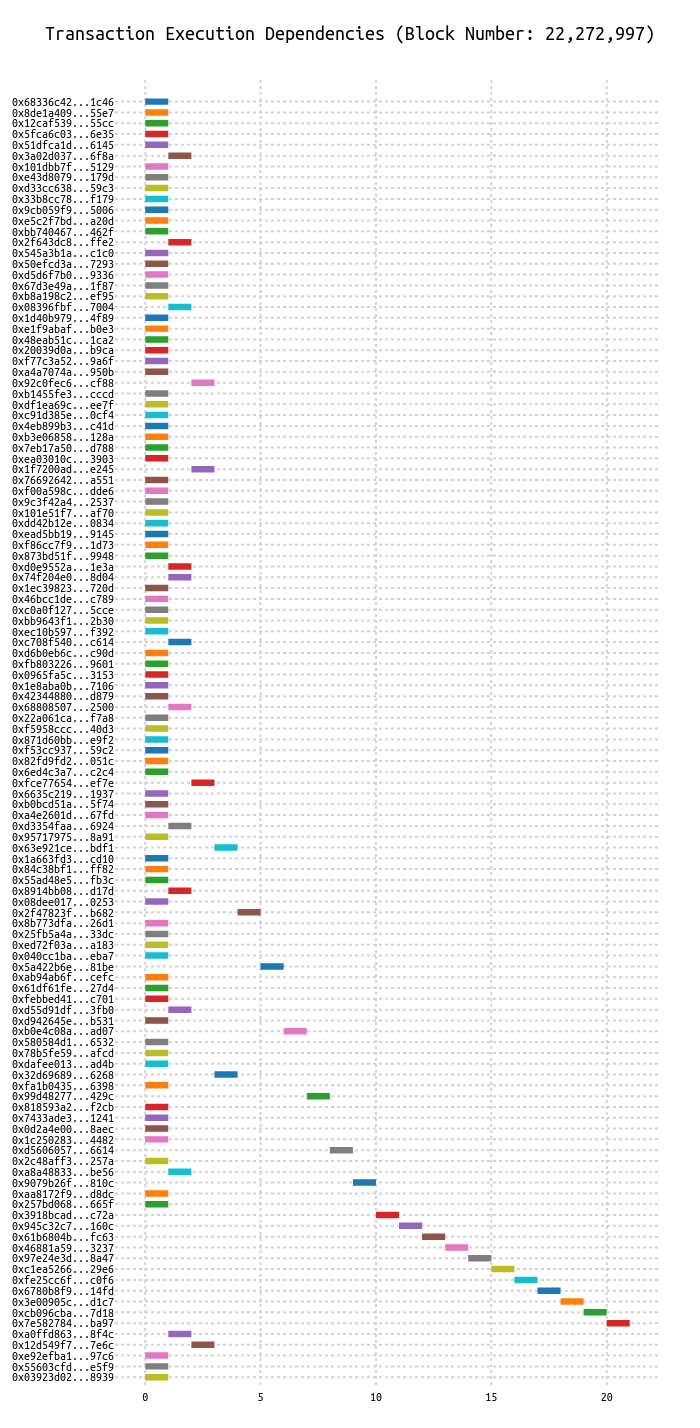 Transaction Execution Dependencies (Block Number: 22,272,997)
0x68336c42...1c46
0x8de1a409...55e7
0x12caf539...55cc
0x5fca6c03...6e35
0x51dfca1d...6145
0x3a02d037...6f8a
0x101dbb7f...5129
0xe43d8079...179d
0xd33cc638...59c3
0x33b8cc78...f179
0x9cb059f9...5006
0xe5c2f7bd...a20d
0xbb740467...462f
0x2f643dc8...ffe2
0x545a3b1a...c1c0
0x50efcd3a...7293
0xd5d6f7b0...9336
0x67d3e49a...1f87
0xb8a198c2...ef95
0x08396fbf...7004
0x1d40b979...4f89
0xe1f9abaf...b0e3
0x48eab51c...1ca2
0x20039d0a...b9ca
0xf77c3a52...9a6f
0xa4a7074a...950b
0x92c0fec6...cf88
0xb1455fe3...cccd
0xdf1ea69c...ee7f
0xc91d385e...0cf4
0x4eb899b3...c41d
0xb3e06858...128a
0x7eb17a50...d788
0xea03010c...3903
0x1f7200ad...e245
0x76692642...a551
0xf00a598c...dde6
0x9c3f42a4...2537
0x101e51f7...af70
0xdd42b12e...0834
0xead5bb19...9145
0xf86cc7f9...1d73
0x873bd51f...9948
0xd0e9552a...1e3a
0x74f204e0...8d04
0x1ec39823...720d
0x46bcc1de...c789
0xc0a0f127...5cce
0xbb9643f1...2b30
0xec10b597...f392
0xc708f540...c614
0xd6b0eb6c...c90d
0xfb803226...9601
0x0965fa5c...3153
0x1e8aba0b...7106
0x42344880...d879
0x68808507...2500
0x22a061ca...f7a8
0xf5958ccc...40d3
0x871d60bb...e9f2
0xf53cc937...59c2
0x82fd9fd2...051c
0x6ed4c3a7...c2c4
0xfce77654...ef7e
0x6635c219...1937
0xb0bcd51a...5f74
0xa4e2601d...67fd
0xd3354faa...6924
0x95717975...8a91
0x63e921ce...bdf1
0x1a663fd3...cd10
0x84c38bf1...ff82
0x55ad48e5...fb3c
0x8914bb08...d17d
0x08dee017...0253
0x2f47823f...b682
0x8b773dfa...26d1
0x25fb5a4a...33dc
0xed72f03a...a183
0x040cc1ba...eba7
0x5a422b6e...81be
0xab94ab6f...cefc
0x61df61fe...27d4
0xfebbed41...c701
0xd55d91df...3fb0
0xd942645e...b531
0xb0e4c08a...ad07
0x580584d1...6532
0x78b5fe59...afcd
0xdafee013...ad4b
0x32d69689...6268
0xfa1b0435...6398
0x99d48277...429c
0x818593a2...f2cb
0x7433ade3...1241
0x0d2a4e00...8aec
0x1c250283...4482
0xd5606057...6614
0x2c48aff3...257a
0xa8a48833...be56
0x9079b26f...810c
0xaa8172f9...d8dc
0x257bd068...665f
0x3918bcad...c72a
0x945c32c7...160c
0x61b6804b...fc63
0x46881a59...3237
0x97e24e3d...8a47
0xc1ea5266...29e6
0xfe25cc6f...c0f6
0x6780b8f9...14fd
0x3e00905c...d1c7
0xcb096cba...7d18
0x7e582784...ba97
0xa0ffd863...8f4c
0x12d549f7...7e6c
0xe92efba1...97c6
0x55603cfd...e5f9
0x03923d02...8939
0 5 10 15 20